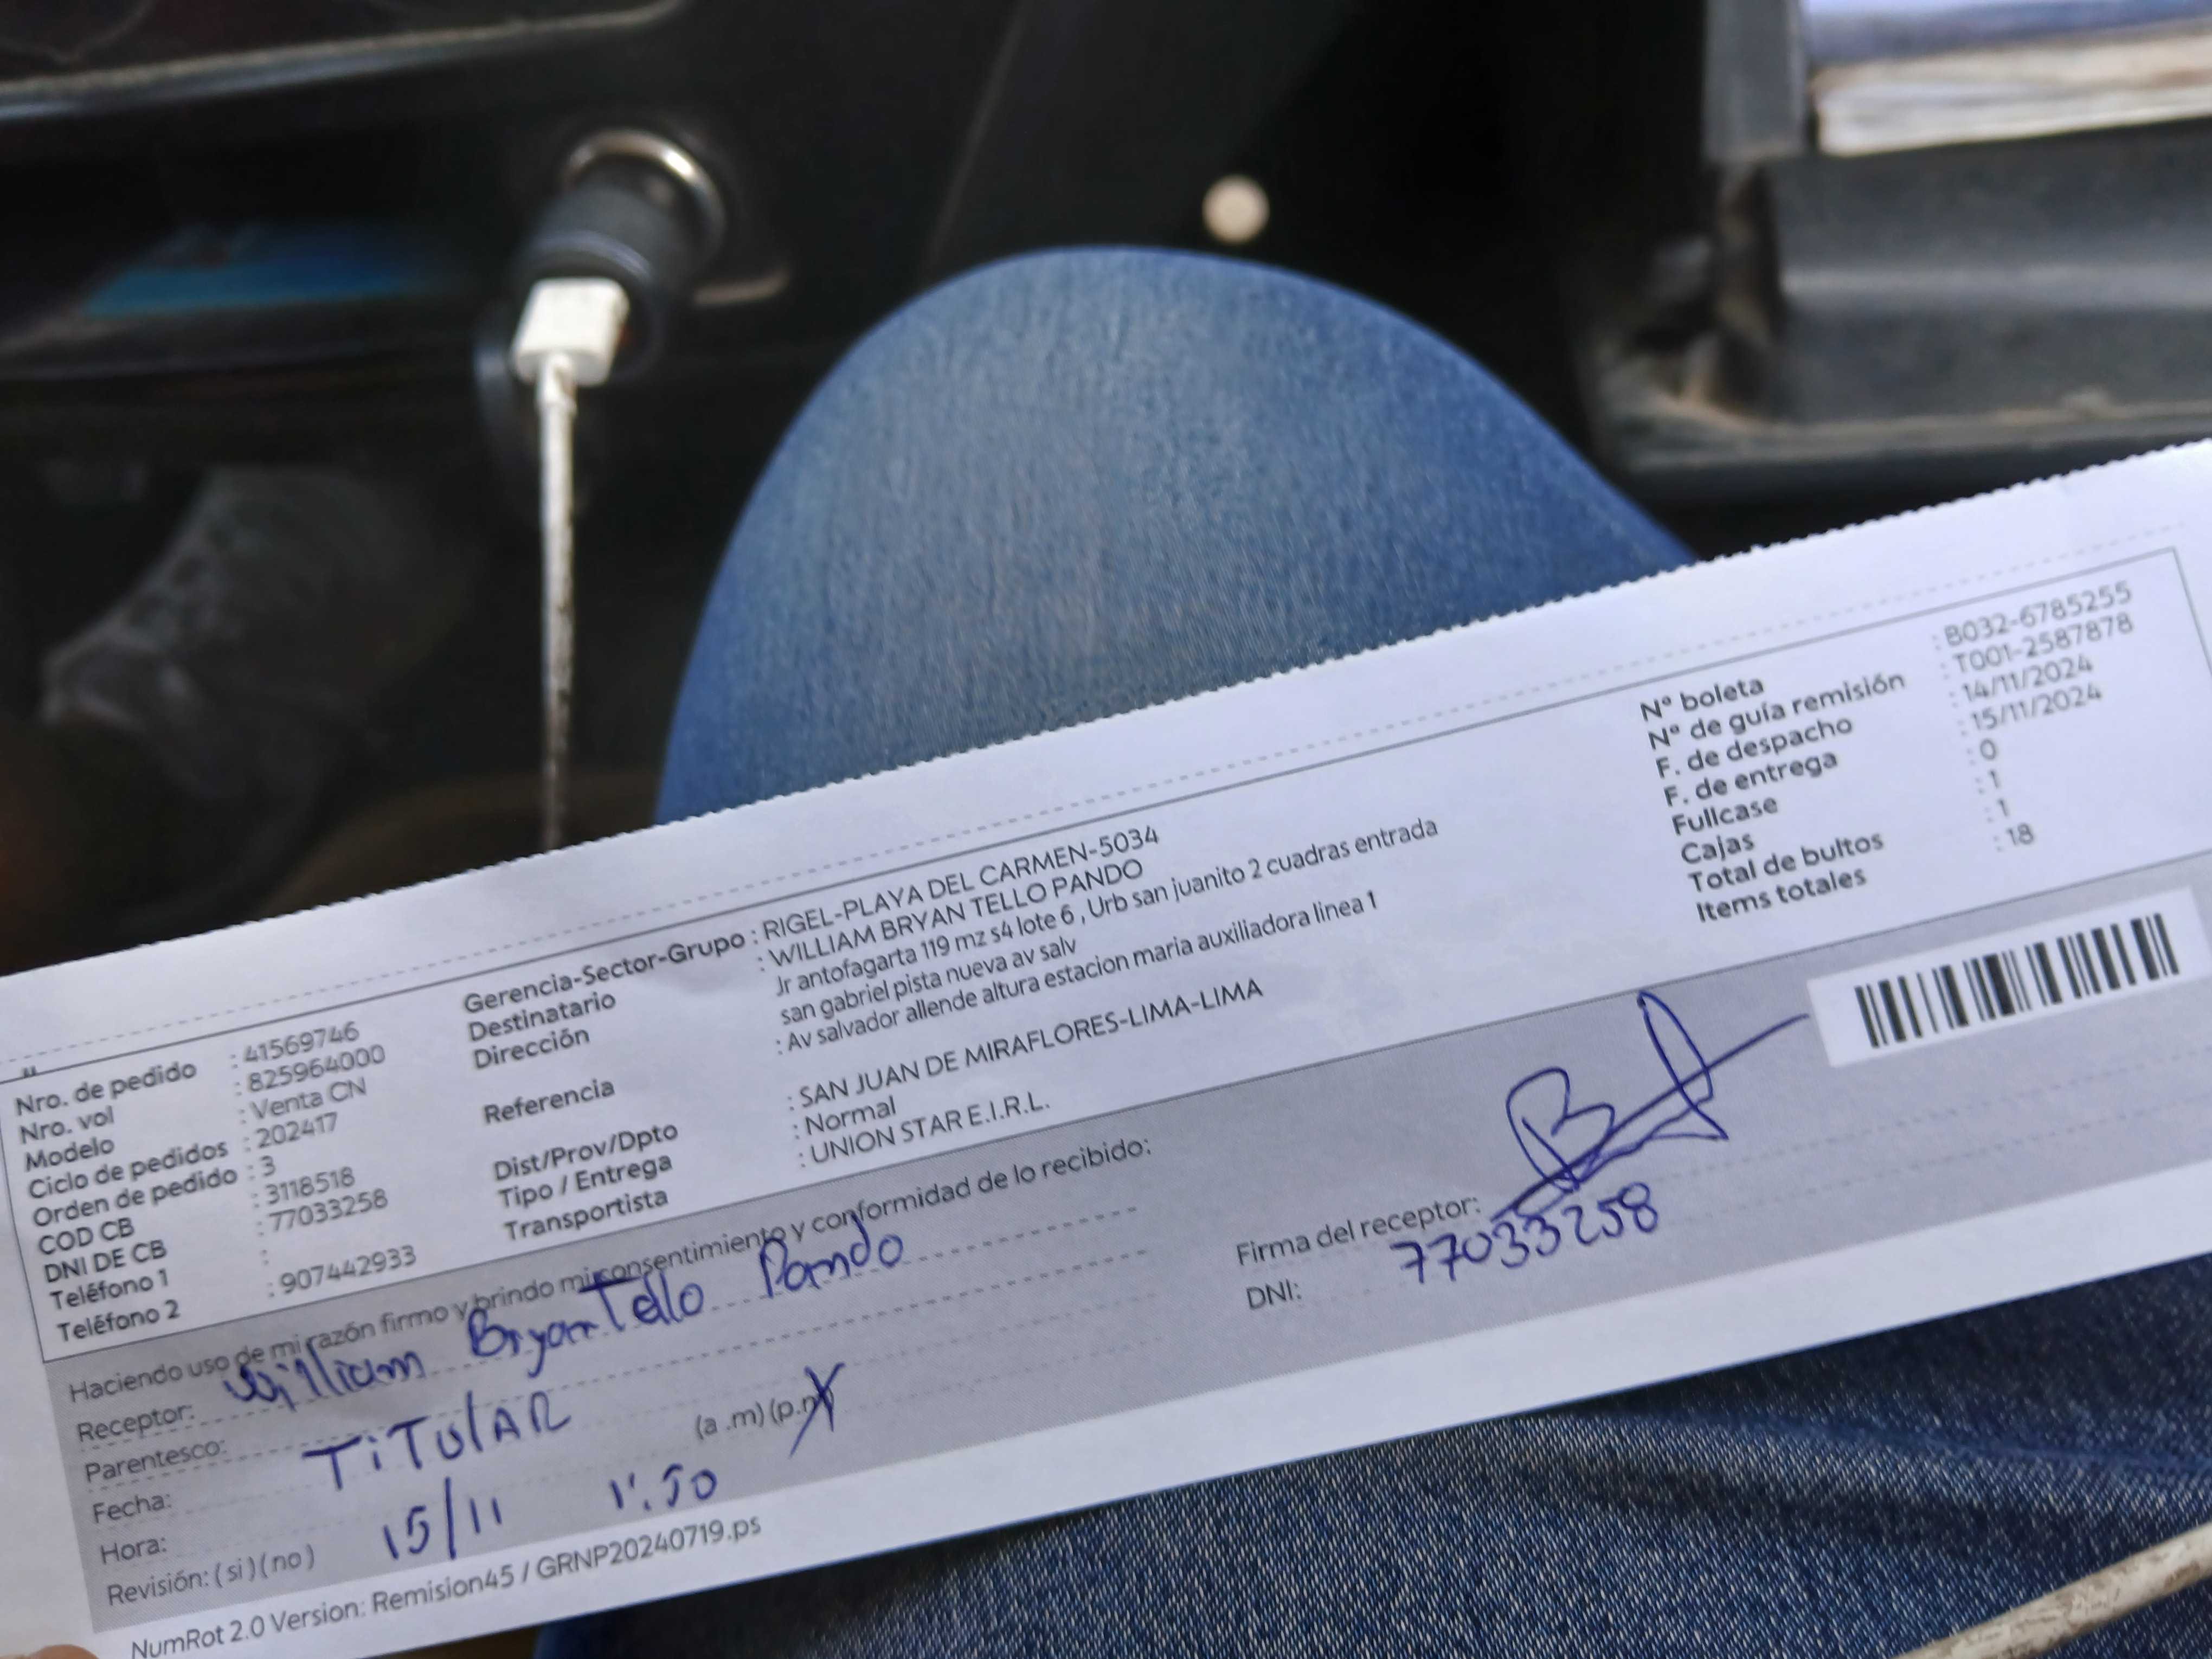 Nro. de pedido : 41569746
Nro. vol : 825964000
Modelo : Venta CN
Ciclo de pedidos : 202417
Orden de pedido : 3
COD CB : 3118518
DNI DE CB : 77033258
Teléfono 1 :
Teléfono 2 : 907442933
Gerencia-Sector-Grupo : RIGEL-PLAYA DEL CARMEN-5034
Destinatario : WILLIAM BRYAN TELLO PANDO
Dirección Jr antofagarta 119 mz s4 lote 6 , Urb san juanito 2 cuadras entrada
san gabriel pista nueva av salv
Referencia : Av salvador allende altura estacion maria auxiliadora linea 1
Dist/Prov/Dpto : SAN JUAN DE MIRAFLORES-LIMA-LIMA
Tipo / Entrega : Normal
Transportista : UNION STAR E.I.R.L.
Nº boleta : B032-6785255
Nº de guía remisión : T001-2587878
F. de despacho : 14/11/2024
F. de entrega : 15/11/2024
Fullcase : 0
Cajas : 1
Total de bultos : 1
Items totales : 18
Haciendo uso de mi razón firmo y brindo mi consentimiento y conformidad de lo recibido:
Receptor: William Bryan Tello Pando
Parentesco: TiTulAR
Fecha: 15/11
Hora: 1:50 (a .m) (p.m)
Revisión: ( si ) ( no )
Firma del receptor:
DNI: 77033258
NumRot 2.0 Version: Remision45 / GRNP20240719.ps